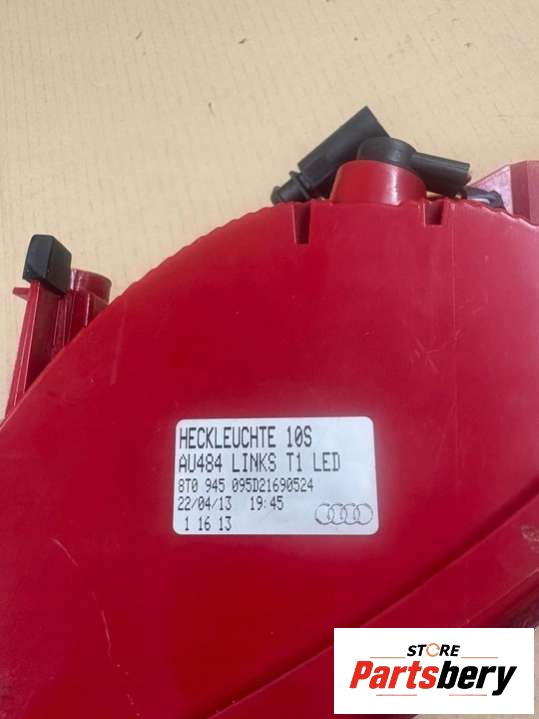 HECKLEUCHTE 10S
AU484 LINKS T1 LED
8T0 945 095D21690524
22/04/13 19:45
1 16 13
STORE
Partsbery